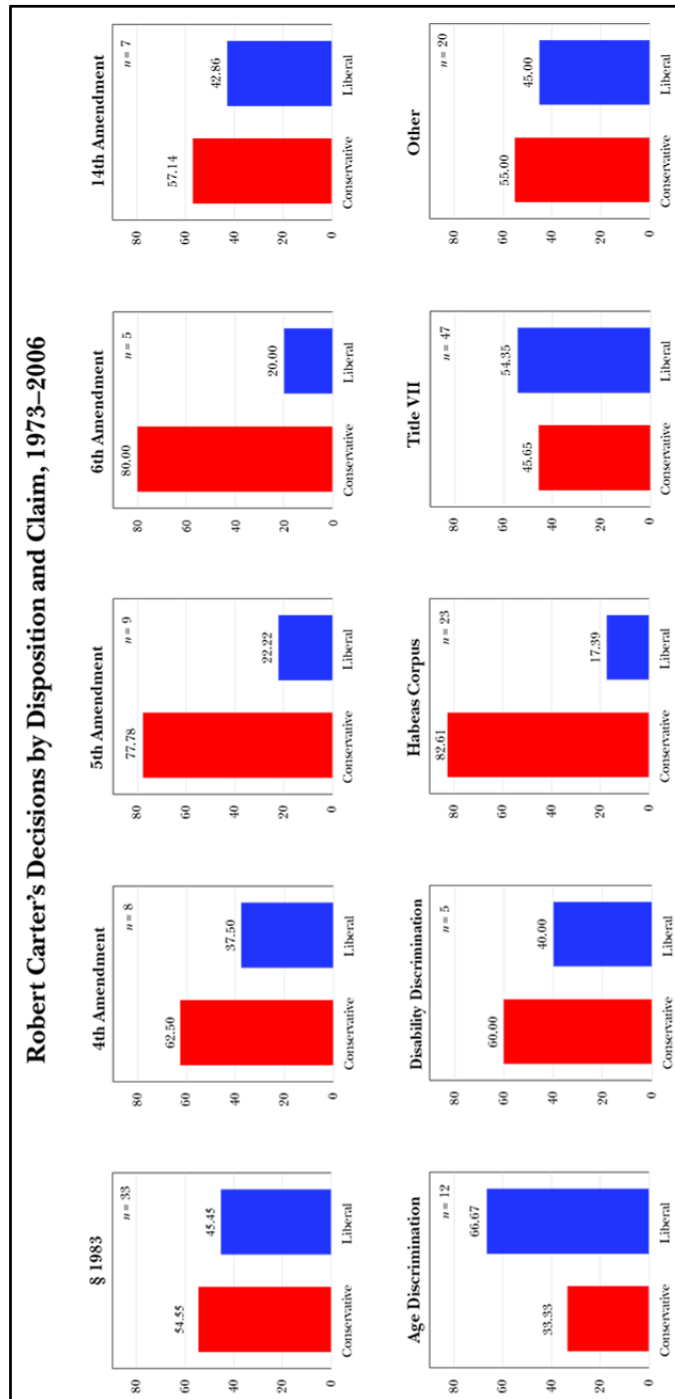 Robert Carter’s Decisions by Disposition and Claim, 1973–2006
§ 1983
n = 33
80
60
40
20
0
54.55
45.45
Conservative
Liberal
4th Amendment
n = 8
80
60
40
20
0
62.50
37.50
Conservative
Liberal
5th Amendment
n = 9
80
60
40
20
0
77.78
22.22
Conservative
Liberal
6th Amendment
n = 5
80
60
40
20
0
80.00
20.00
Conservative
Liberal
14th Amendment
n = 7
80
60
40
20
0
57.14
42.86
Conservative
Liberal
Age Discrimination
n = 12
80
60
40
20
0
33.33
66.67
Conservative
Liberal
Disability Discrimination
n = 5
80
60
40
20
0
60.00
40.00
Conservative
Liberal
Habeas Corpus
n = 23
80
60
40
20
0
82.61
17.39
Conservative
Liberal
Title VII
n = 47
80
60
40
20
0
45.65
54.35
Conservative
Liberal
Other
n = 20
80
60
40
20
0
55.00
45.00
Conservative
Liberal